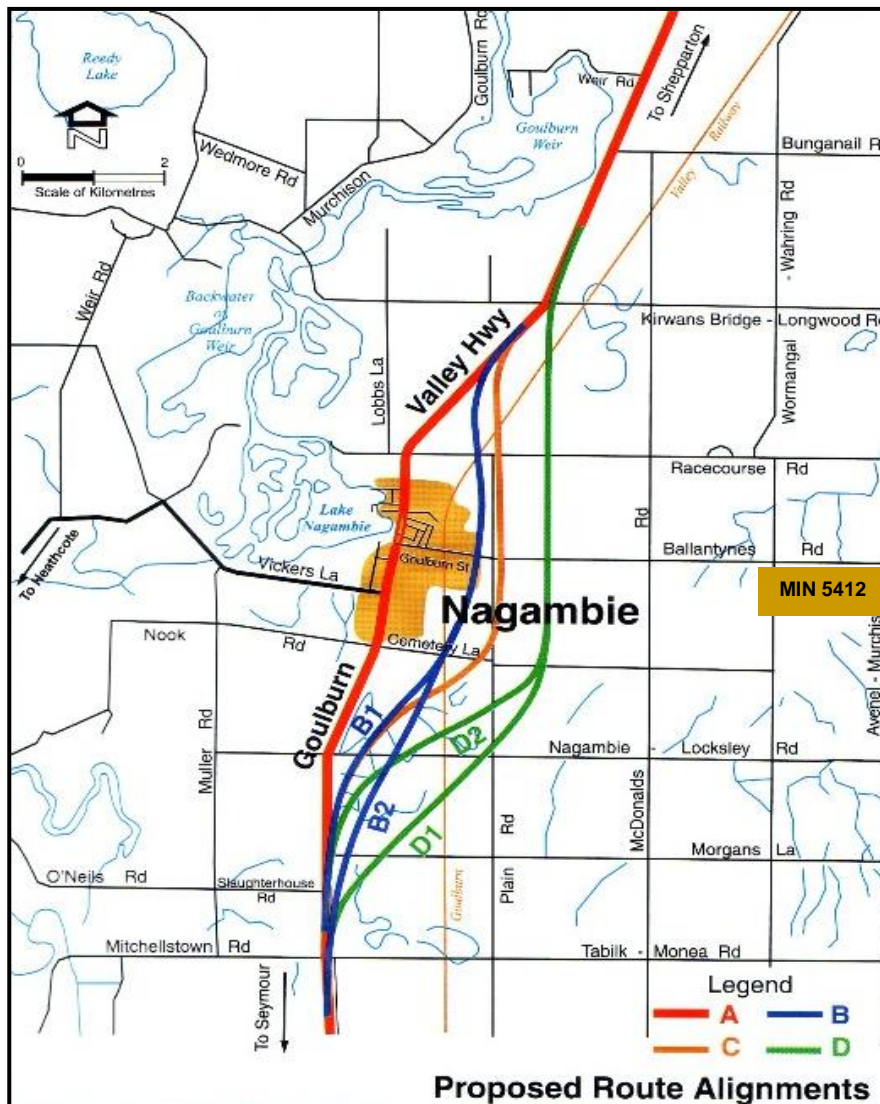 Reedy
Lake
N
0 2
Scale of Kilometres
Wedmore Rd
Murchison
- Goulburn Rd
Goulburn
Weir
Weir Rd
To Shepparton
Valley Railway
Bunganail R
- Wahring Rd
Wormangal
Weir Rd
Backwater
of
Goulburn
Weir
Kirwans Bridge - Longwood Rd
Lobbs La
Valley Hwy
Racecourse Rd
Lake
Nagambie
Rd
Ballantynes Rd
Goulburn St
To Heathcote
Vickers La
MIN 5412
Nagambie
Nook Rd
Cemetery La
Avenel - Murchis
Goulburn
B1
Muller Rd
D2
Nagambie - Locksley Rd
B2
D1
McDonalds
Plain Rd
Morgans La
O'Neils Rd
Slaughterhouse
Rd
Goulburn
Mitchellstown Rd
Tabilk - Monea Rd
To Seymour
Legend
A B
C D
Proposed Route Alignments